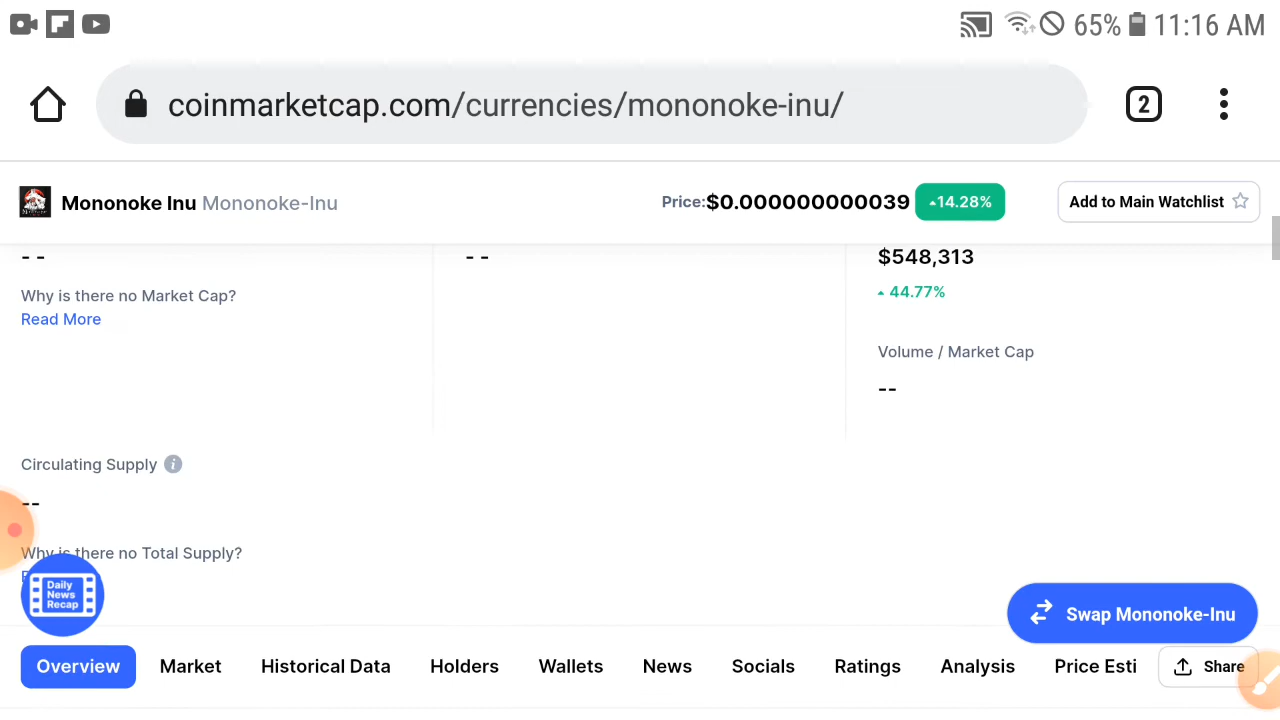 65% 11:16 AM
coinmarketcap.com/currencies/mononoke-inu/
2
Mononoke Inu Mononoke-Inu Price:$0.000000000039 14.28% Add to Main Watchlist
- - - - $548,313
44.77%
Why is there no Market Cap?
Read More
Volume / Market Cap
--
Circulating Supply i
--
Why is there no Total Supply?
Daily
News
Recap
Swap Mononoke-Inu
Overview Market Historical Data Holders Wallets News Socials Ratings Analysis Price Esti Share